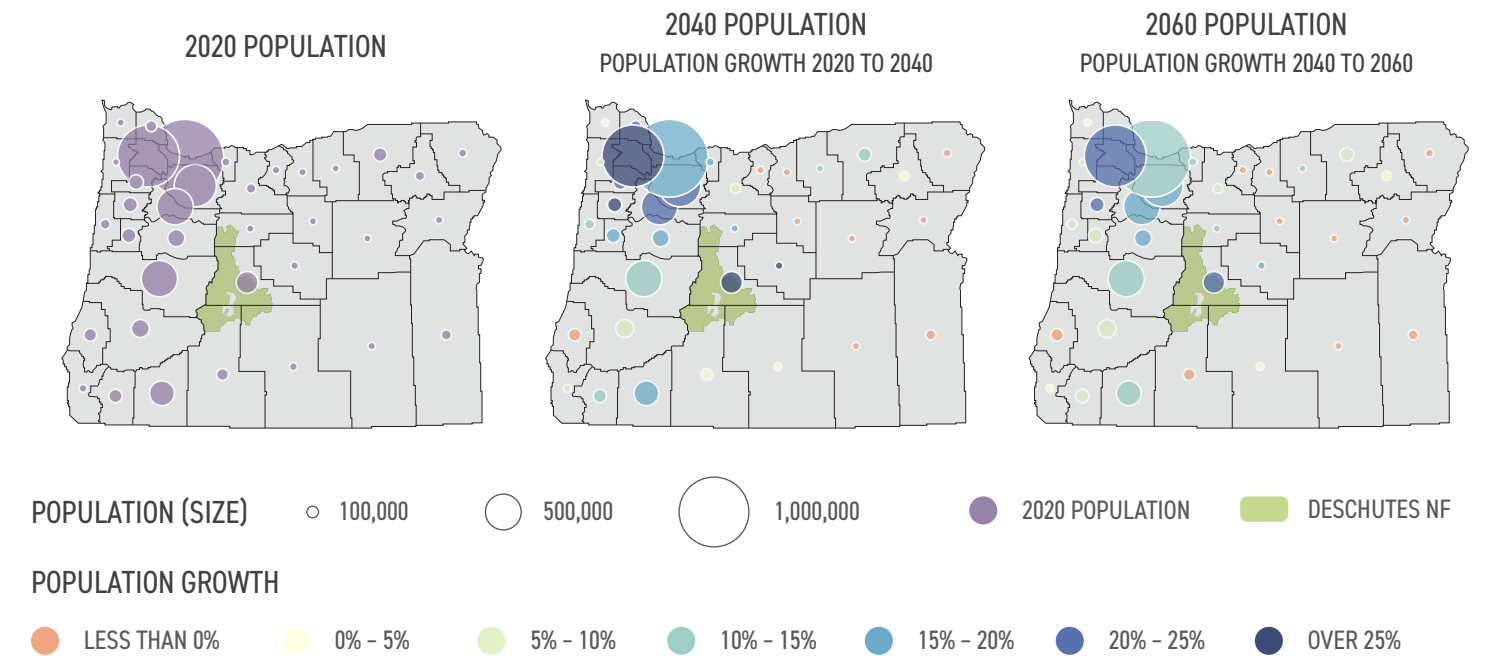 2020 POPULATION
2040 POPULATION
POPULATION GROWTH 2020 TO 2040
2060 POPULATION
POPULATION GROWTH 2040 TO 2060
POPULATION (SIZE)
100,000
500,000
1,000,000
2020 POPULATION
DESCHUTES NF
POPULATION GROWTH
LESS THAN 0%
0% – 5%
5% – 10%
10% – 15%
15% – 20%
20% – 25%
OVER 25%